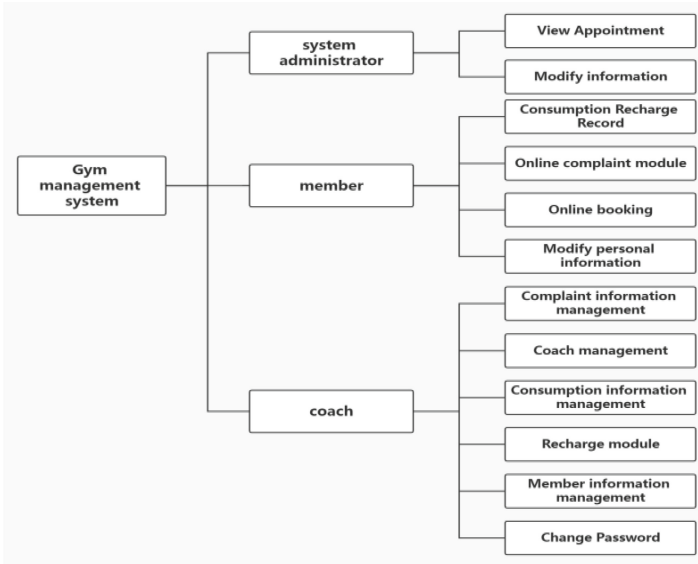 Gym
management
system
system
administrator
View Appointment
Modify information
member
Consumption Recharge
Record
Online complaint module
Online booking
Modify personal
information
coach
Complaint information
management
Coach management
Consumption information
management
Recharge module
Member information
management
Change Password